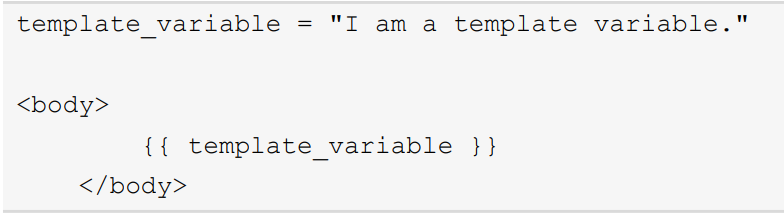 template_variable = "I am a template variable."
<body>
{{ template_variable }}
</body>